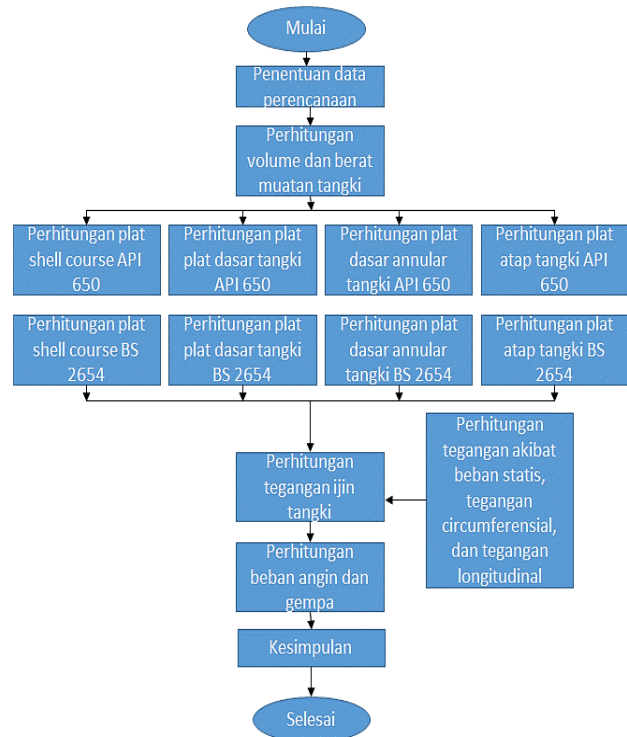 Mulai
Penentuan data
perencanaan
Perhitungan
volume dan berat
muatan tangki
Perhitungan plat
shell course API
650
Perhitungan plat
plat dasar tangki
API 650
Perhitungan plat
dasar annular
tangki API 650
Perhitungan plat
atap tangki API
650
Perhitungan plat
shell course BS
2654
Perhitungan plat
plat dasar tangki
BS 2654
Perhitungan plat
dasar annular
tangki BS 2654
Perhitungan plat
atap tangki BS
2654
Perhitungan
tegangan ijin
tangki
Perhitungan
tegangan akibat
beban statis,
tegangan
circumferensial,
dan tegangan
longitudinal
Perhitungan
beban angin dan
gempa
Kesimpulan
Selesai